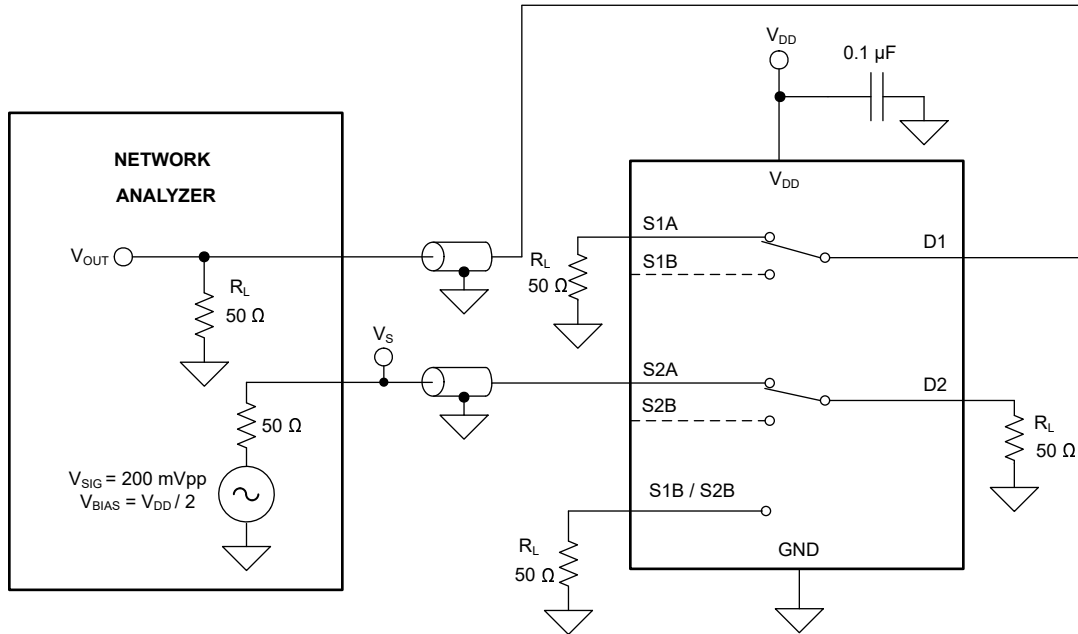 V_DD
0.1 µF
NETWORK
ANALYZER
V_DD
V_OUT
R_L
50 Ω
R_L
50 Ω
S1A
S1B
D1
V_S
S2A
S2B
D2
50 Ω
R_L
50 Ω
V_SIG = 200 mVpp
V_BIAS = V_DD / 2
S1B / S2B
R_L
50 Ω
GND